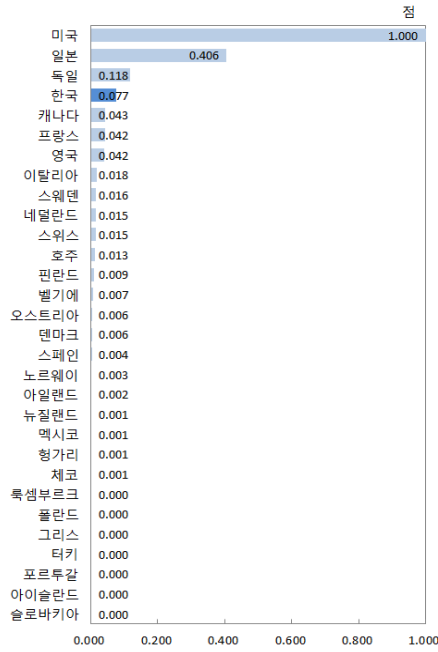 점
미국 1.000
일본 0.406
독일 0.118
한국 0.077
캐나다 0.043
프랑스 0.042
영국 0.042
이탈리아 0.018
스웨덴 0.016
네덜란드 0.015
스위스 0.015
호주 0.013
핀란드 0.009
벨기에 0.007
오스트리아 0.006
덴마크 0.006
스페인 0.004
노르웨이 0.003
아일랜드 0.002
뉴질랜드 0.001
멕시코 0.001
헝가리 0.001
체코 0.001
룩셈부르크 0.000
폴란드 0.000
그리스 0.000
터키 0.000
포르투갈 0.000
아이슬란드 0.000
슬로바키아 0.000
0.000 0.200 0.400 0.600 0.800 1.000